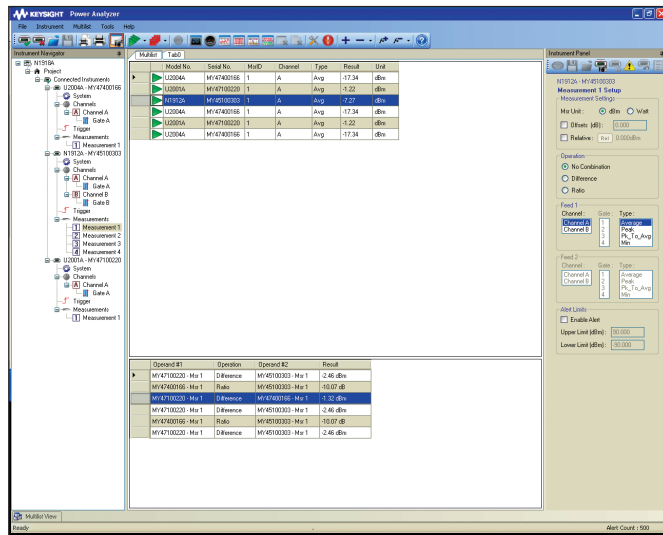 KEYSIGHT Power Analyzer
File Instrument Multilist Tools Help
Instrument Navigator
N1918A
Project
Connected Instruments
U2004A - MY47400166
System
Channels
A Channel A
Gate A
Trigger
Measurements
1 Measurement 1
N1912A - MY45100303
System
Channels
A Channel A
Gate A
B Channel B
Gate B
Trigger
Measurements
1 Measurement 1
2 Measurement 2
3 Measurement 3
4 Measurement 4
U2001A - MY47100220
System
Channels
A Channel A
Gate A
Trigger
Measurements
1 Measurement 1
Multilist Tab0
Model No. Serial No. MsID Channel Type Result Unit
U2004A MY47400166 1 A Avg -17.34 dBm
U2001A MY47100220 1 A Avg -1.22 dBm
N1912A MY45100303 1 A Avg -7.27 dBm
U2001A MY47100220 1 A Avg -1.22 dBm
U2004A MY47400166 1 A Avg -17.34 dBm
Operand #1 Operation Operand #2 Result
MY47100220 - Msr 1 Difference MY45100303 - Msr 1 -2.46 dBm
MY47400166 - Msr 1 Ratio MY45100303 - Msr 1 -10.07 dB
MY47100220 - Msr 1 Difference MY47400166 - Msr 1 -1.32 dBm
MY47100220 - Msr 1 Difference MY45100303 - Msr 1 -2.46 dBm
MY47400166 - Msr 1 Ratio MY45100303 - Msr 1 -10.07 dB
MY47100220 - Msr 1 Difference MY45100303 - Msr 1 -2.46 dBm
Instrument Panel
N1912A - MY45100303
Measurement 1 Setup
Measurement Settings
Msr Unit : dBm Watt
Offsets (dB) : 0.000
Relative : Rel 0.000dBm
Operation
No Combination
Difference
Ratio
Feed 1
Channel : Gate : Type :
Channel A 1 Average
Channel B 2 Peak
3 Pk_To_Avg
4 Min
Feed 2
Channel : Gate : Type :
Channel A 1 Average
Channel B 2 Peak
3 Pk_To_Avg
4 Min
Alert Limits
Enable Alert
Upper Limit (dBm) : 90.000
Lower Limit (dBm) : -90.000
Multilist View
Ready
Alert Count : 500